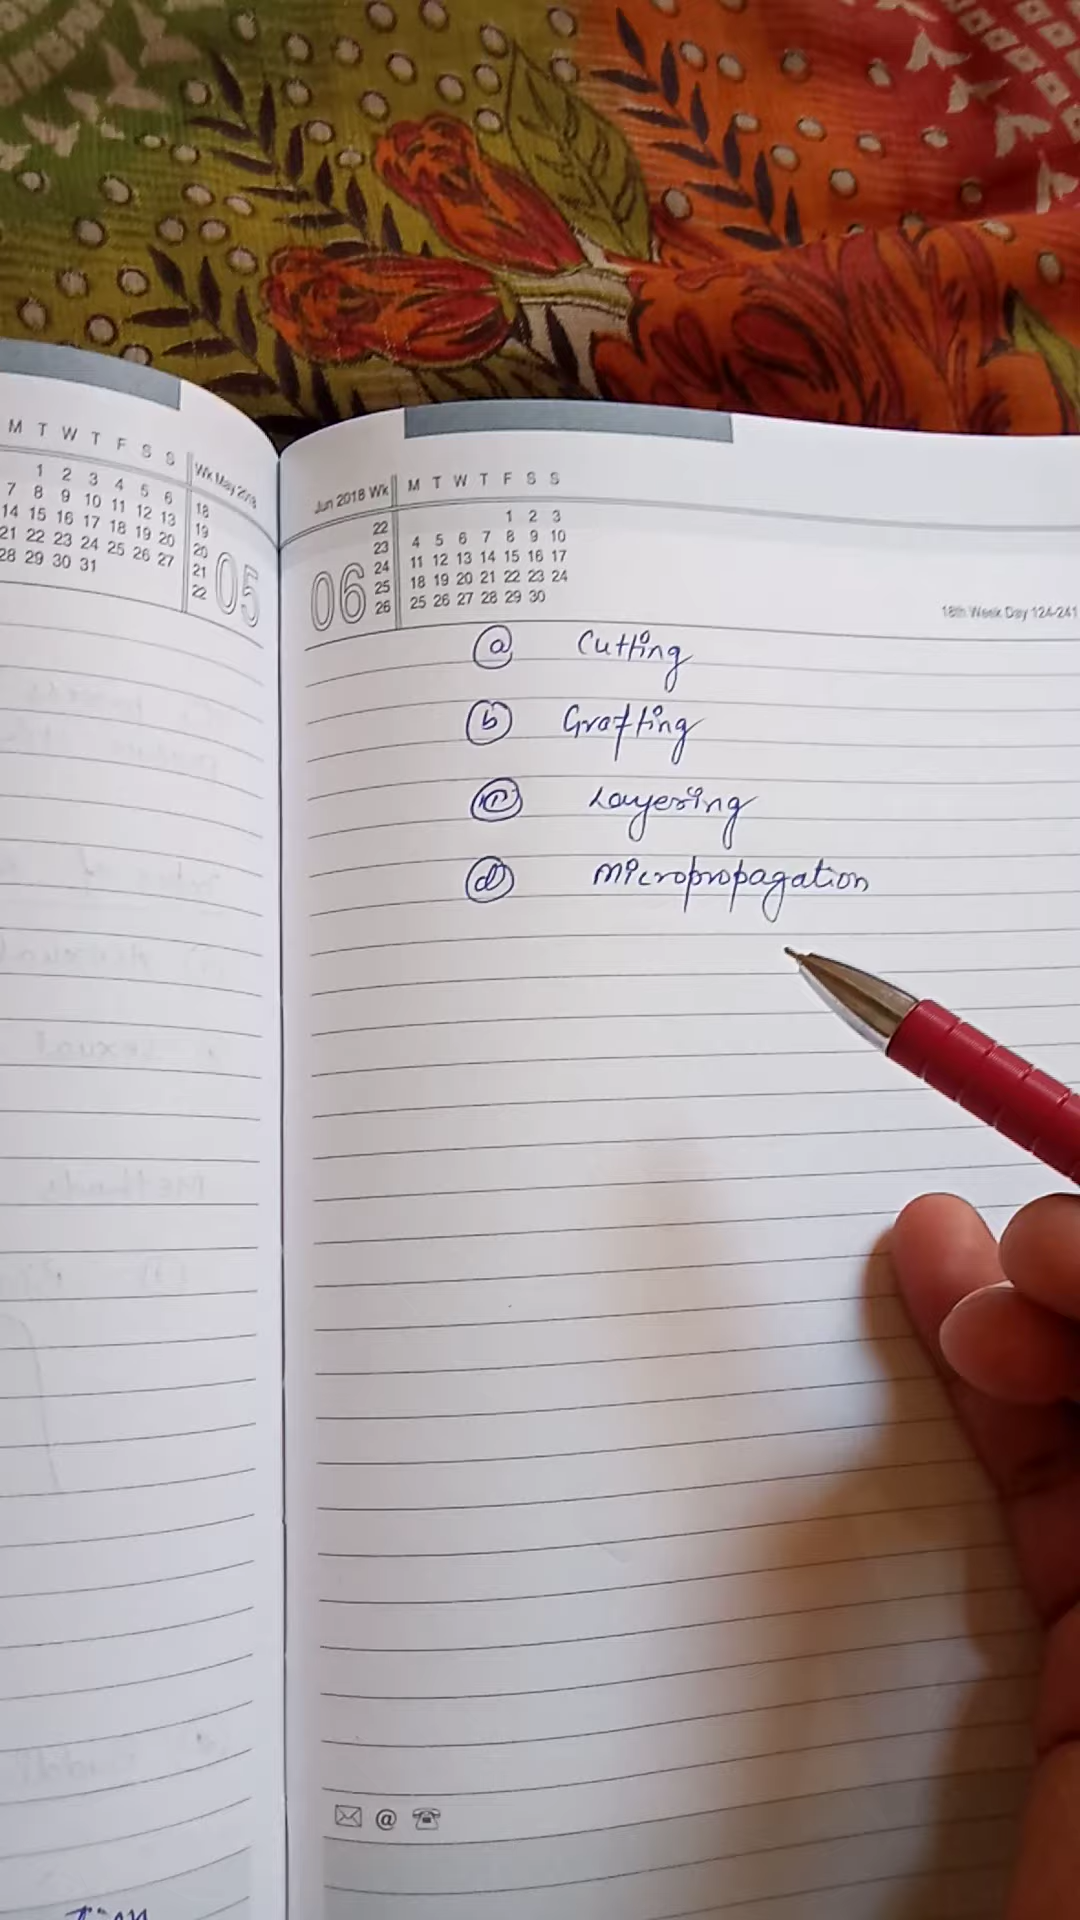 M T W T F S S Wk May 2018
1 2 3 4 5 6 18
7 8 9 10 11 12 13 19
14 15 16 17 18 19 20 20
21 22 23 24 25 26 27 21
28 29 30 31 22
05
Jun 2018 Wk M T W T F S S
22 1 2 3
23 4 5 6 7 8 9 10
24 11 12 13 14 15 16 17
25 18 19 20 21 22 23 24
26 25 26 27 28 29 30
06
18th Week Day 124-241
a Cutting
b Grafting
c Layering
d Micropropagation
@